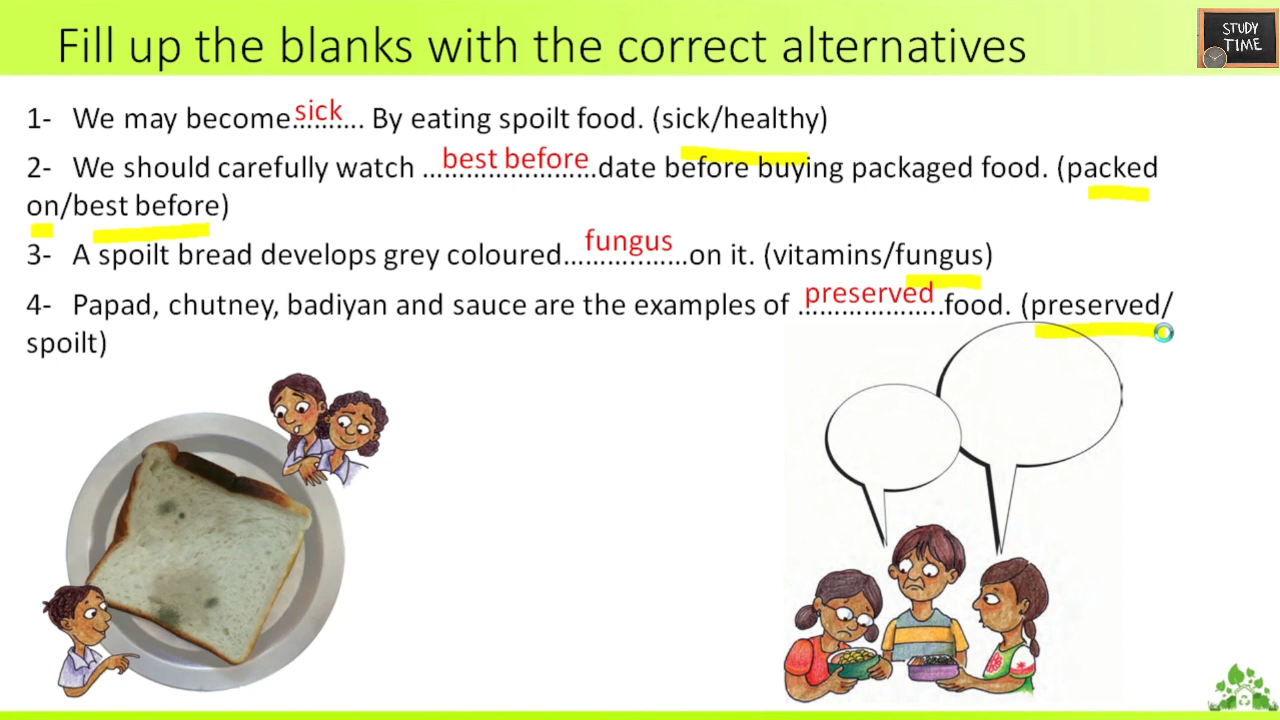 Fill up the blanks with the correct alternatives
STUDY
TIME
1- We may become..sick....... By eating spoilt food. (sick/healthy)
2- We should carefully watch ...best before...date before buying packaged food. (packed
on/best before)
3- A spoilt bread develops grey coloured...fungus...on it. (vitamins/fungus)
4- Papad, chutney, badiyan and sauce are the examples of ...preserved...food. (preserved/
spoilt)